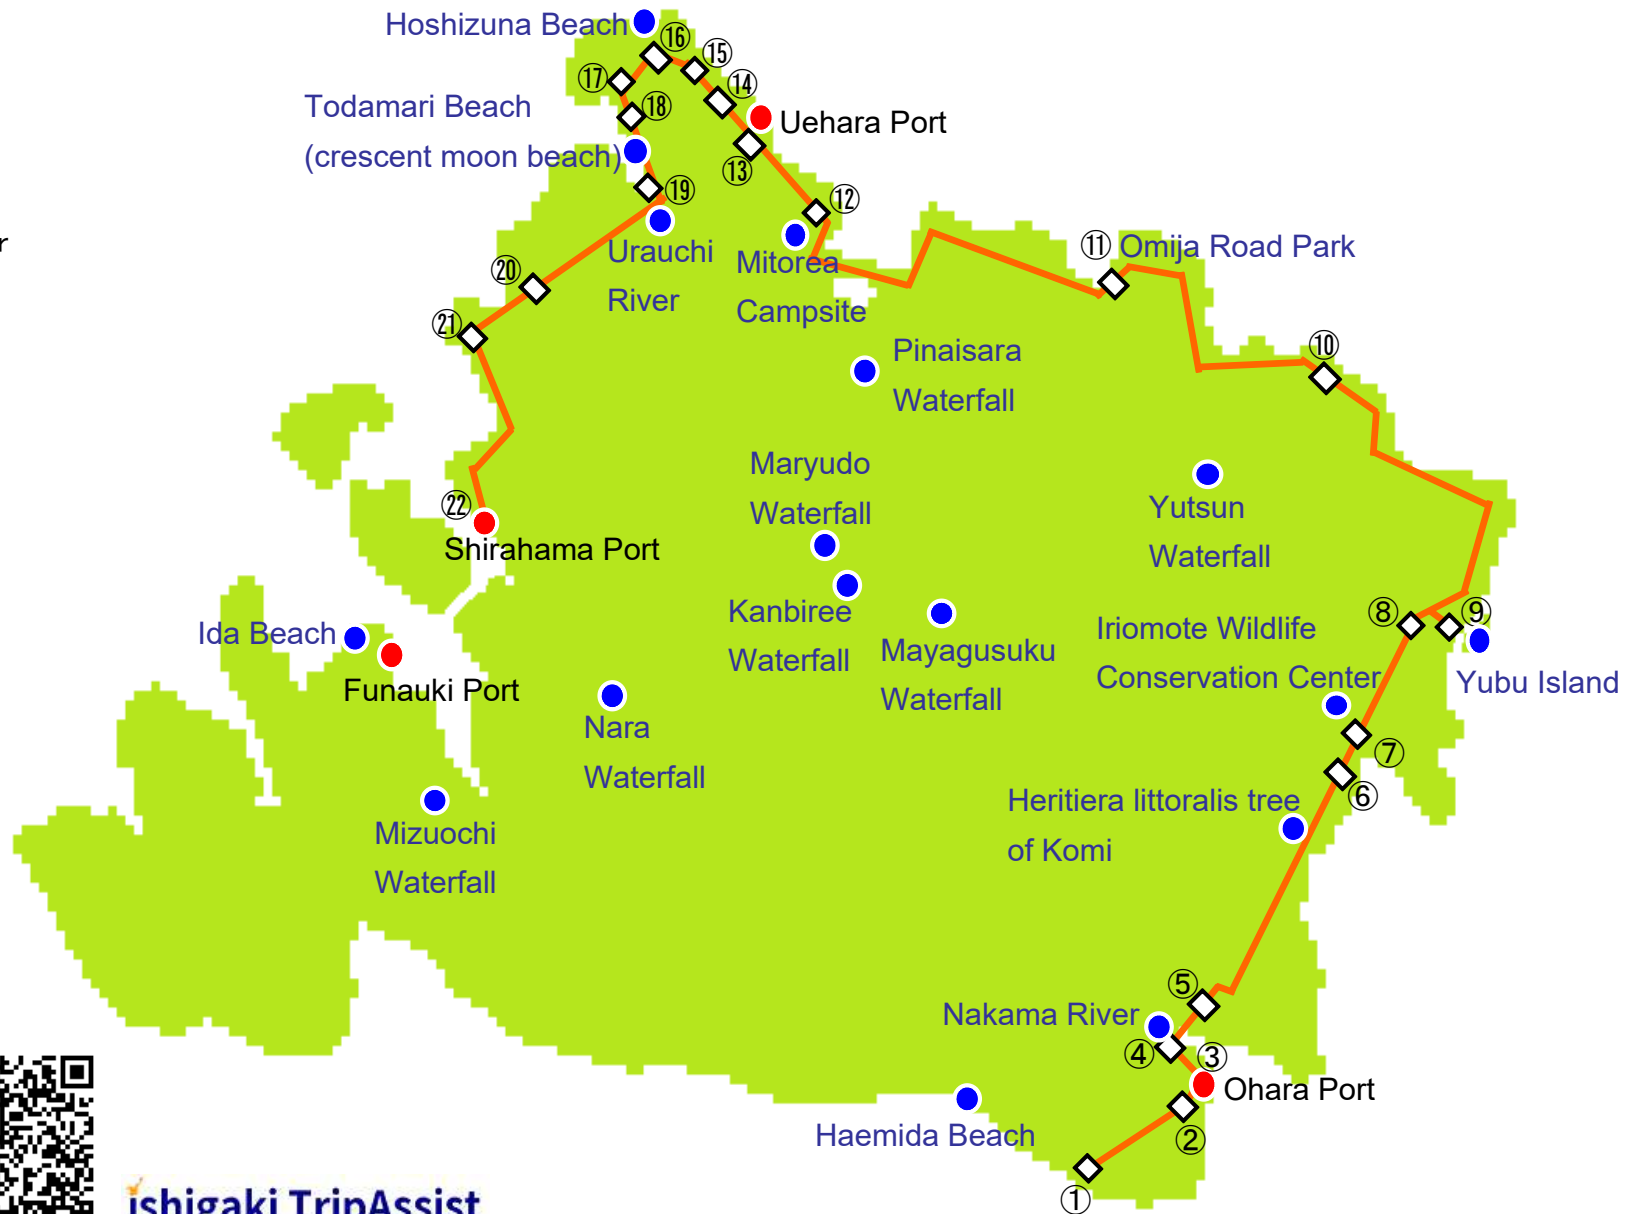 Hoshizuna Beach
⑯
⑮
⑰
⑭
Todamari Beach
⑱
Uehara Port
(crescent moon beach)
⑬
⑲
⑫
r
Urauchi
River
Mitorea
Campsite
⑪ Omija Road Park
⑳
㉑
⑩
Pinaisara
Waterfall
Maryudo
Waterfall
㉒
Shirahama Port
Yutsun
Waterfall
Kanbiree
Waterfall
⑧
⑨
Ida Beach
Iriomote Wildlife
Conservation Center
Mayagusuku
Waterfall
Funauki Port
Yubu Island
Nara
Waterfall
⑦
⑥
Heritiera littoralis tree
of Komi
Mizuochi
Waterfall
⑤
Nakama River
④
③
Ohara Port
Haemida Beach
②
①
ishigaki TripAssist